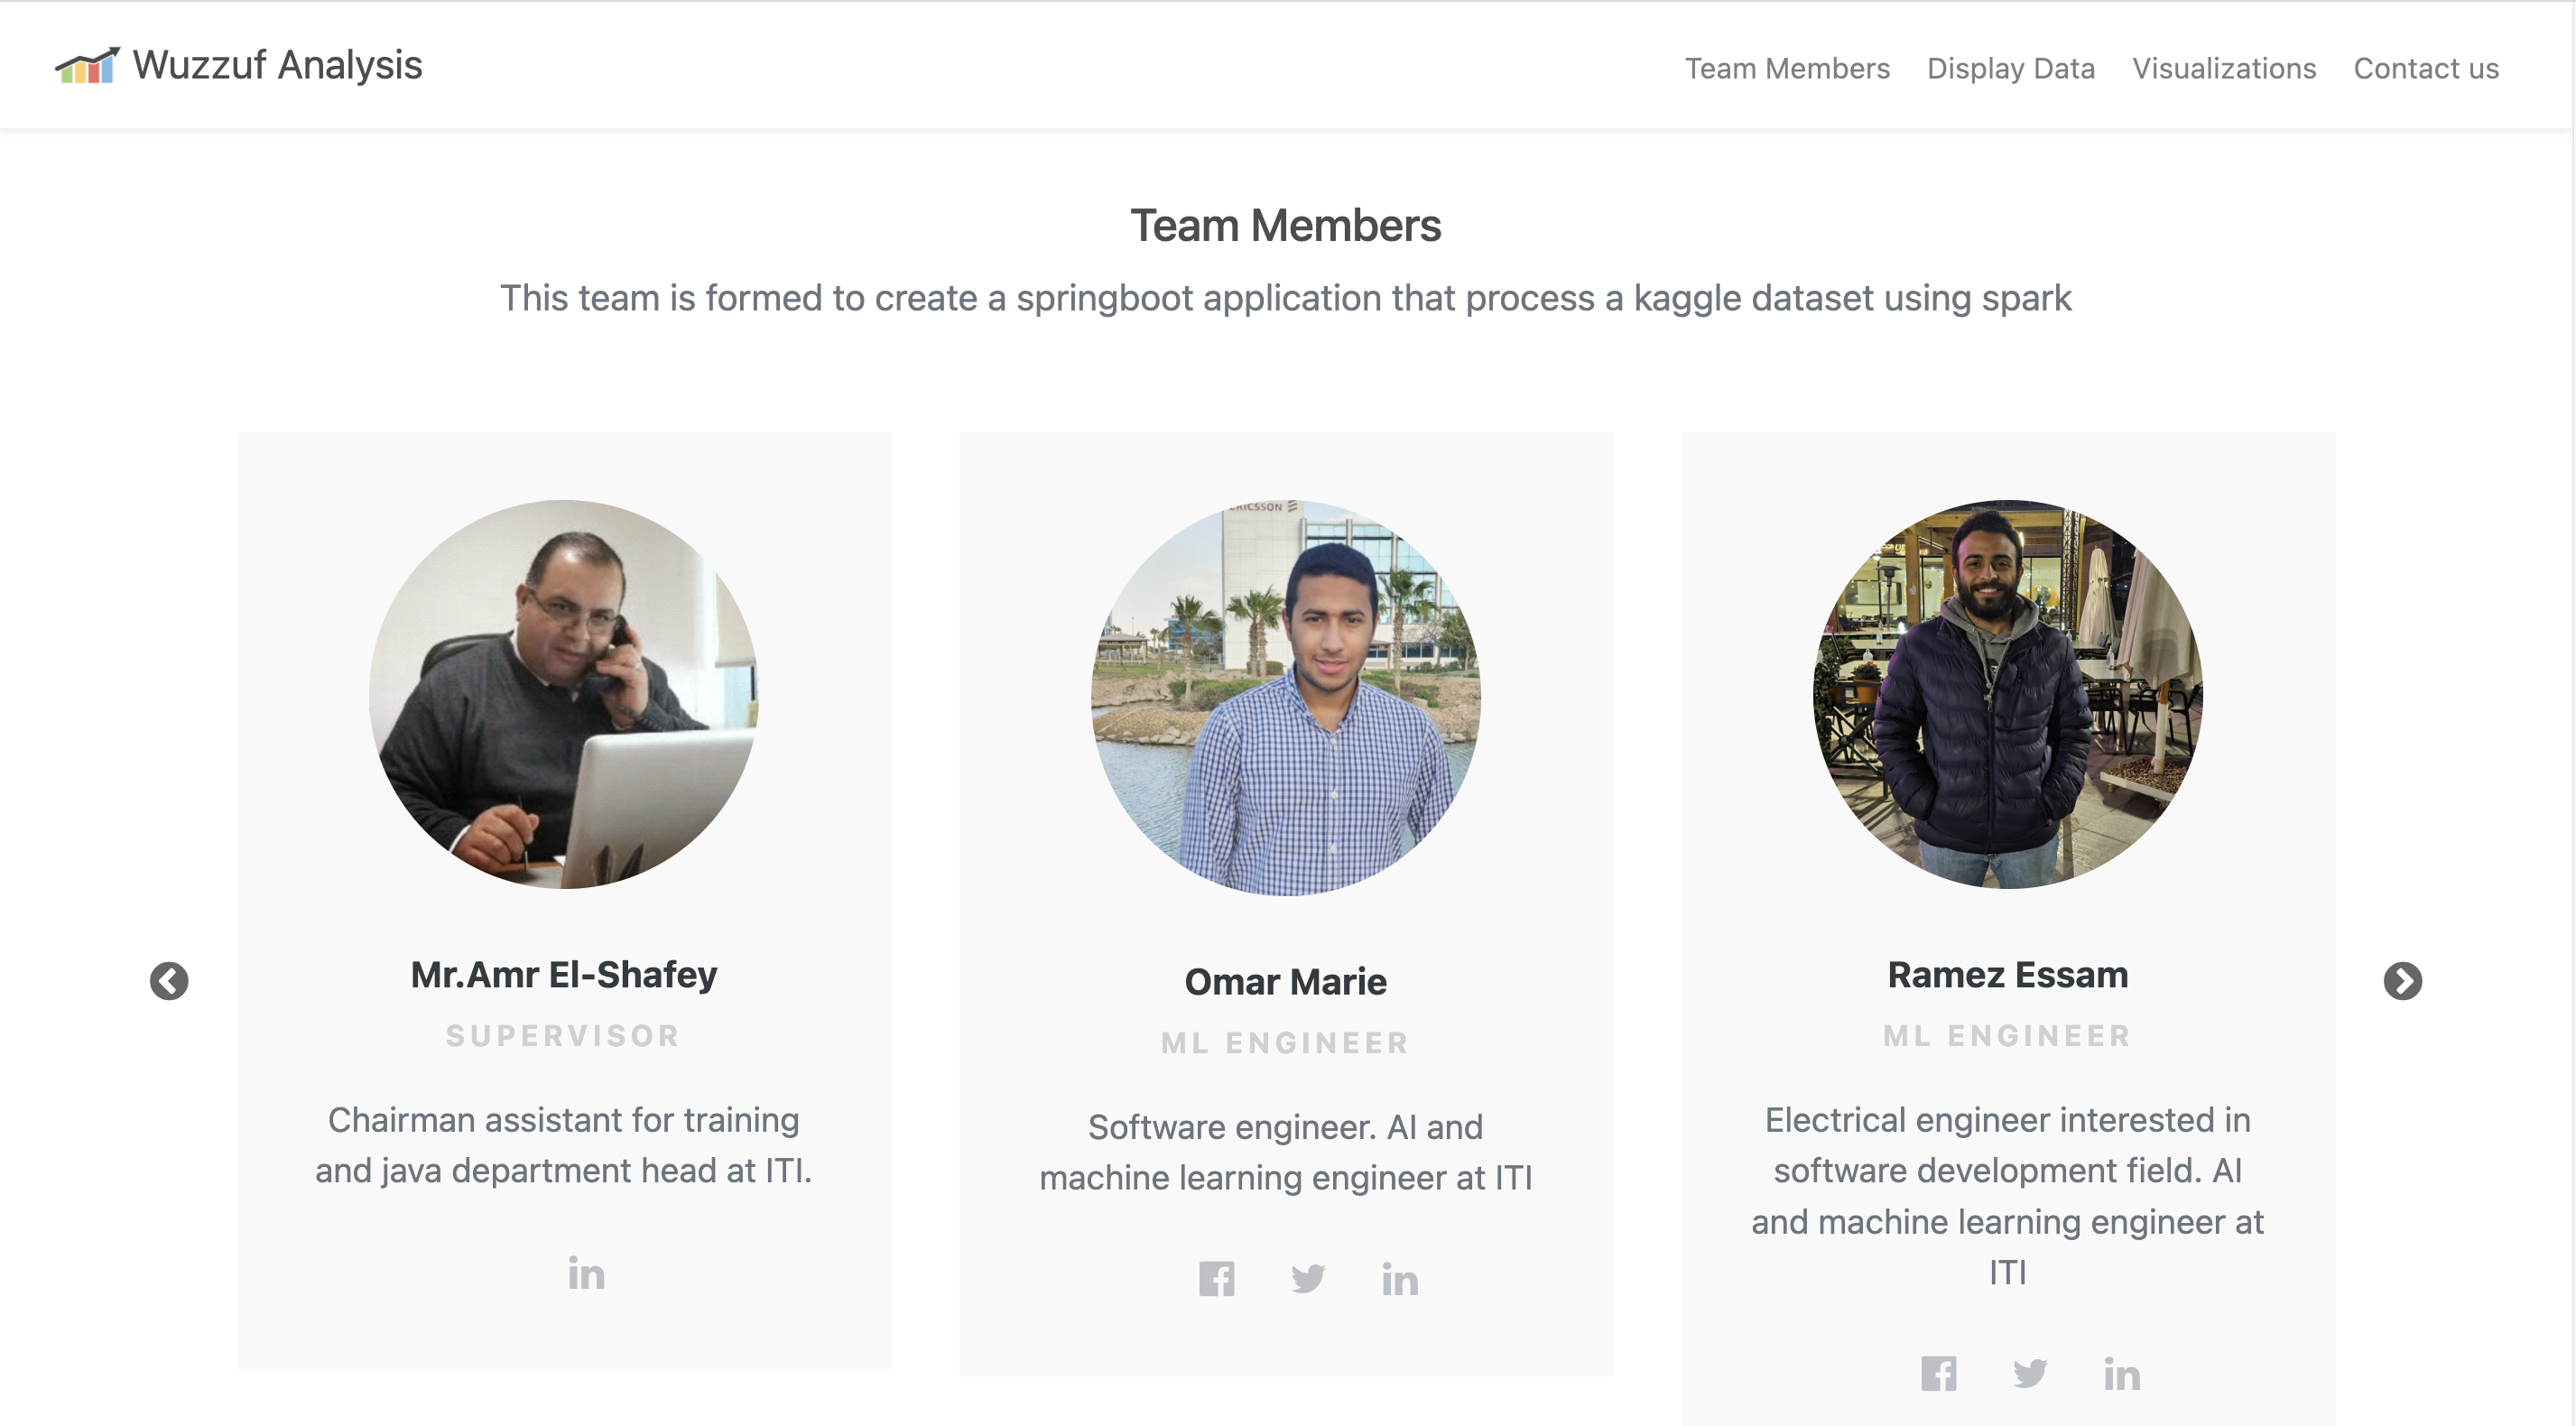 Wuzzuf Analysis
Team Members Display Data Visualizations Contact us
Team Members
This team is formed to create a springboot application that process a kaggle dataset using spark
ERICSSON
Mr.Amr El-Shafey
SUPERVISOR
Chairman assistant for training
and java department head at ITI.
in
Omar Marie
ML ENGINEER
Software engineer. AI and
machine learning engineer at ITI
in
Ramez Essam
ML ENGINEER
Electrical engineer interested in
software development field. AI
and machine learning engineer at
ITI
in